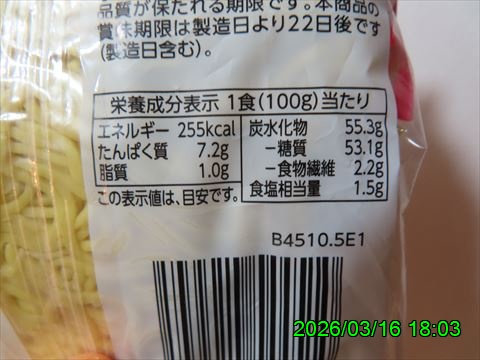 品質が保たれる期限です。本商品の
賞味期限は製造日より22日後です
(製造日含む)。
栄養成分表示 1食(100g)当たり
エネルギー 255kcal
たんぱく質 7.2g
脂質 1.0g
炭水化物 55.3g
−糖質 53.1g
−食物繊維 2.2g
食塩相当量 1.5g
この表示値は、目安です。
B4510.5E1
2026/03/16 18:03